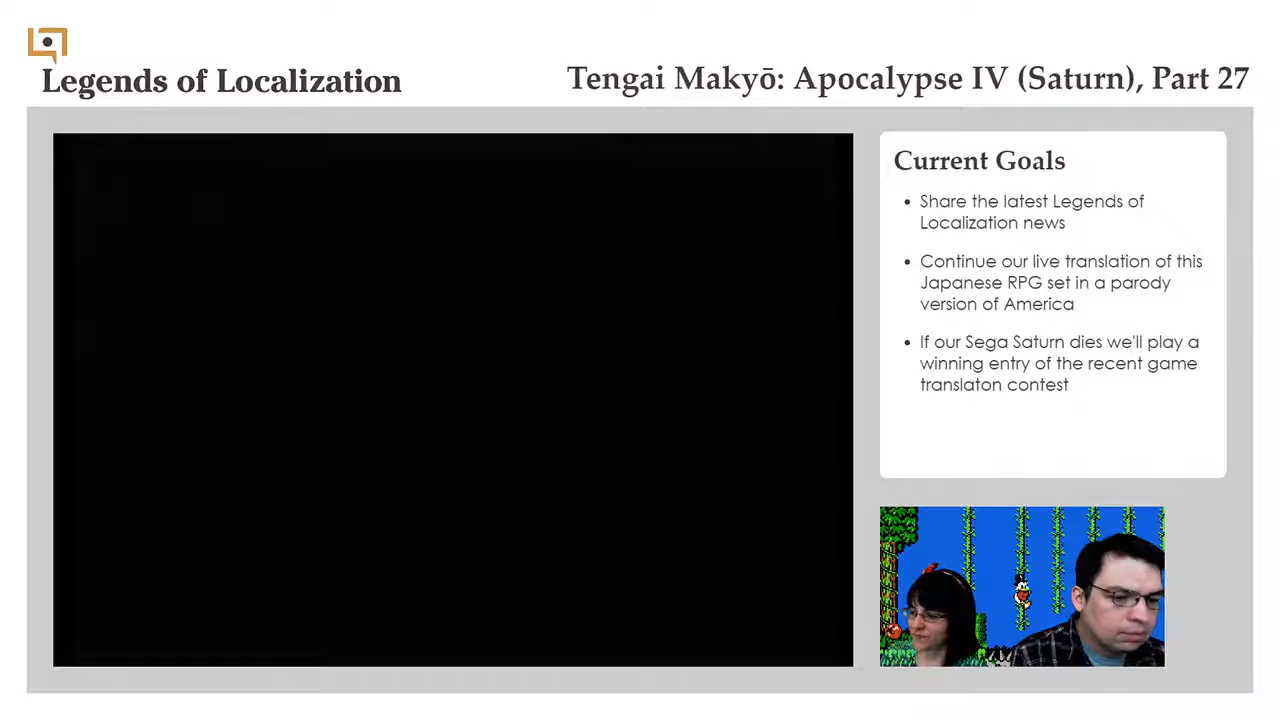 Legends of Localization
Tengai Makyō: Apocalypse IV (Saturn), Part 27
Current Goals
• Share the latest Legends of
Localization news
• Continue our live translation of this
Japanese RPG set in a parody
version of America
• If our Sega Saturn dies we'll play a
winning entry of the recent game
translaton contest